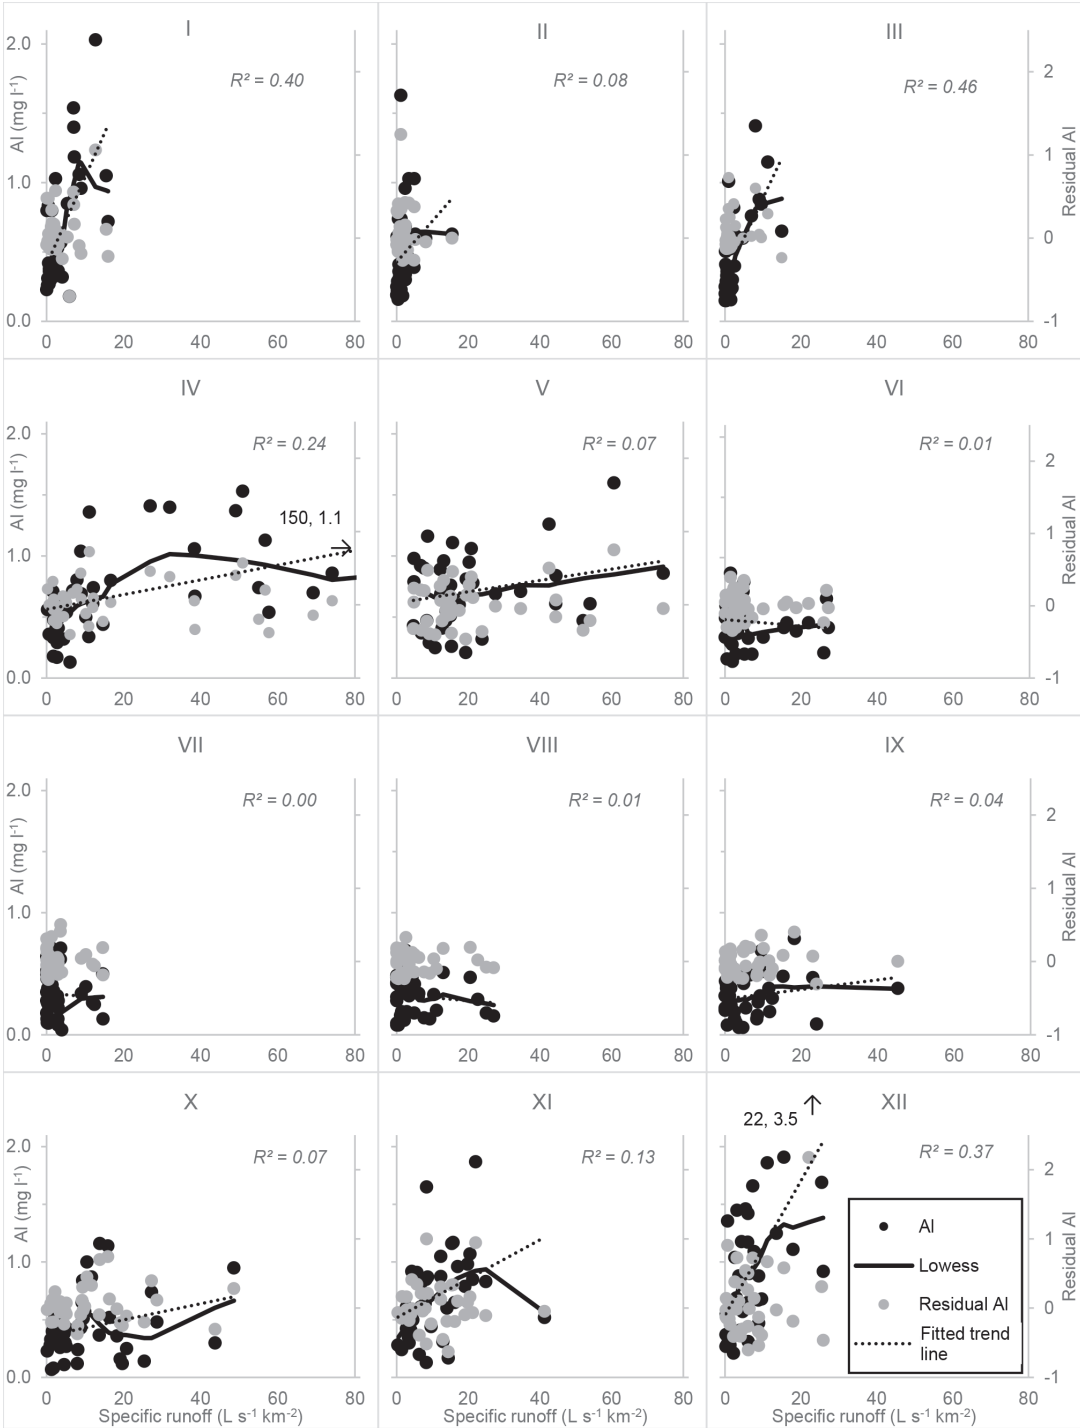 I II III
R² = 0.40 R² = 0.08 R² = 0.46
Al (mg l⁻¹)
2.0
1.0
0.0
2
1
0
-1
Residual Al
0 20 40 60 80 0 20 40 60 80 0 20 40 60 80
IV V VI
R² = 0.24 R² = 0.07 R² = 0.01
150, 1.1
Al (mg l⁻¹)
2.0
1.0
0.0
2
1
0
-1
Residual Al
0 20 40 60 80 0 20 40 60 80 0 20 40 60 80
VII VIII IX
R² = 0.00 R² = 0.01 R² = 0.04
Al (mg l⁻¹)
2.0
1.0
0.0
2
1
0
-1
Residual Al
0 20 40 60 80 0 20 40 60 80 0 20 40 60 80
X XI XII
22, 3.5
R² = 0.07 R² = 0.13 R² = 0.37
Al (mg l⁻¹)
2.0
1.0
0.0
2
1
0
-1
Residual Al
Al
Lowess
Residual Al
Fitted trend
line
0 20 40 60 80 0 20 40 60 80 0 20 40 60 80
Specific runoff (L s⁻¹ km⁻²) Specific runoff (L s⁻¹ km⁻²) Specific runoff (L s⁻¹ km⁻²)